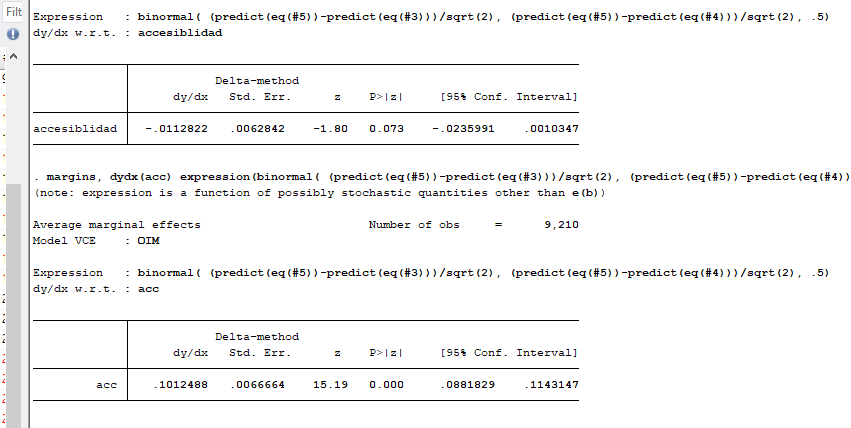 Filt
Expression : binormal( (predict(eq(#5))-predict(eq(#3)))/sqrt(2), (predict(eq(#5))-predict(eq(#4)))/sqrt(2), .5)
dy/dx w.r.t. : accesiblidad
Delta-method
dy/dx Std. Err. z P>|z| [95% Conf. Interval]
accesiblidad -.0112822 .0062842 -1.80 0.073 -.0235991 .0010347
. margins, dydx(acc) expression(binormal( (predict(eq(#5))-predict(eq(#3)))/sqrt(2), (predict(eq(#5))-predict(eq(#4))
(note: expression is a function of possibly stochastic quantities other than e(b))
Average marginal effects Number of obs = 9,210
Model VCE : OIM
Expression : binormal( (predict(eq(#5))-predict(eq(#3)))/sqrt(2), (predict(eq(#5))-predict(eq(#4)))/sqrt(2), .5)
dy/dx w.r.t. : acc
Delta-method
dy/dx Std. Err. z P>|z| [95% Conf. Interval]
acc .1012488 .0066664 15.19 0.000 .0881829 .1143147